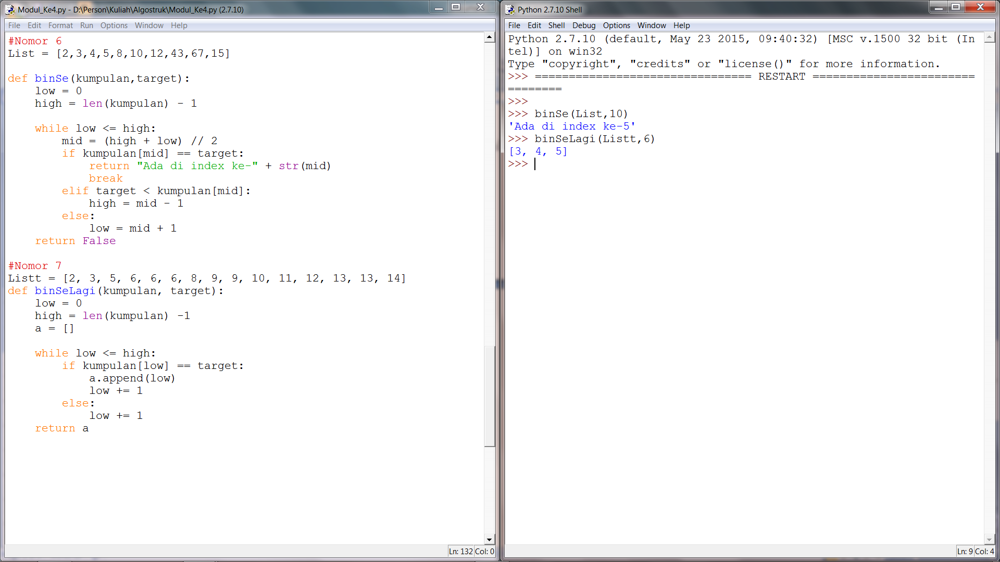 Modul_Ke4.py - D:\Person\Kuliah\Algostruk\Modul_Ke4.py (2.7.10)
File Edit Format Run Options Window Help
#Nomor 6
List = [2,3,4,5,8,10,12,43,67,15]
def binSe(kumpulan,target):
    low = 0
    high = len(kumpulan) - 1
    while low <= high:
        mid = (high + low) // 2
        if kumpulan[mid] == target:
            return "Ada di index ke-" + str(mid)
            break
        elif target < kumpulan[mid]:
            high = mid - 1
        else:
            low = mid + 1
    return False
#Nomor 7
Listt = [2, 3, 5, 6, 6, 6, 8, 9, 9, 10, 11, 12, 13, 13, 14]
def binSeLagi(kumpulan, target):
    low = 0
    high = len(kumpulan) -1
    a = []
    while low <= high:
        if kumpulan[low] == target:
            a.append(low)
            low += 1
        else:
            low += 1
    return a
Ln: 132 Col: 0
Python 2.7.10 Shell
File Edit Shell Debug Options Window Help
Python 2.7.10 (default, May 23 2015, 09:40:32) [MSC v.1500 32 bit (In
tel)] on win32
Type "copyright", "credits" or "license()" for more information.
>>> ================================ RESTART ========================
========
>>>
>>> binSe(List,10)
'Ada di index ke-5'
>>> binSeLagi(Listt,6)
[3, 4, 5]
>>>
Ln: 9 Col: 4